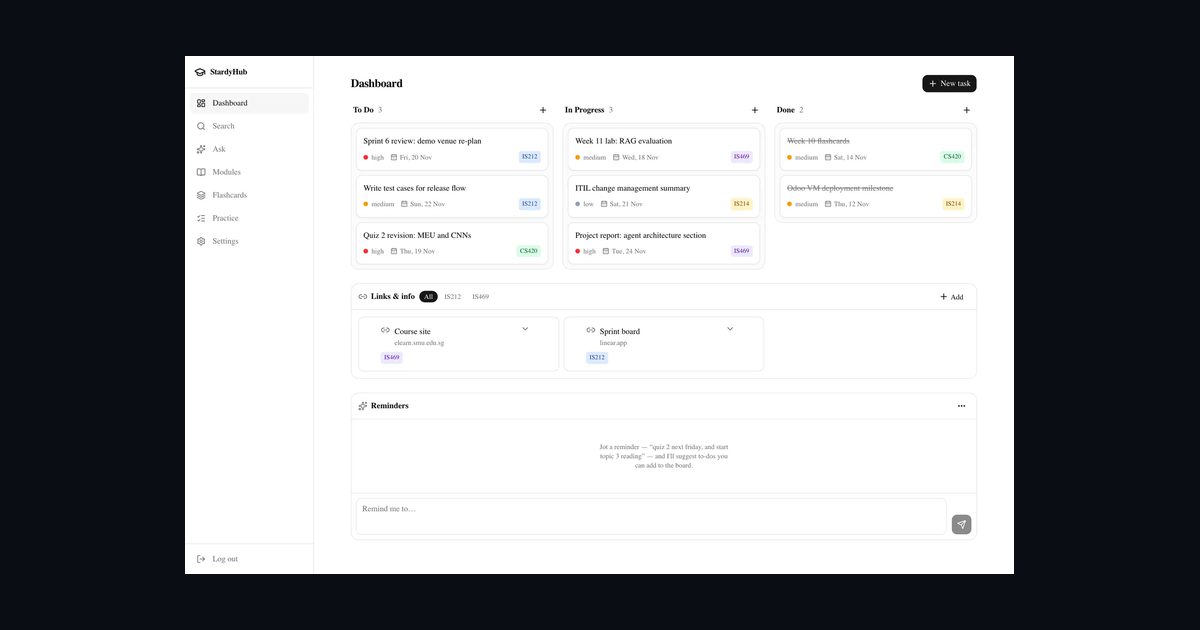 StardyHub
Dashboard
Search
Ask
Modules
Flashcards
Practice
Settings
Log out
Dashboard
New task
To Do 3
Sprint 6 review: demo venue re-plan
high Fri, 20 Nov IS212
Write test cases for release flow
medium Sun, 22 Nov IS212
Quiz 2 revision: MEU and CNNs
high Thu, 19 Nov CS420
In Progress 3
Week 11 lab: RAG evaluation
medium Wed, 18 Nov IS469
ITIL change management summary
low Sat, 21 Nov IS214
Project report: agent architecture section
high Tue, 24 Nov IS469
Done 2
Week 10 flashcards
medium Sat, 14 Nov CS420
Odoo VM deployment milestone
medium Thu, 12 Nov IS214
Links & info All IS212 IS469
Add
Course site
elearn.smu.edu.sg
IS469
Sprint board
linear.app
IS212
Reminders
Jot a reminder — “quiz 2 next friday, and start
topic 3 reading” — and I'll suggest to-dos you
can add to the board.
Remind me to…